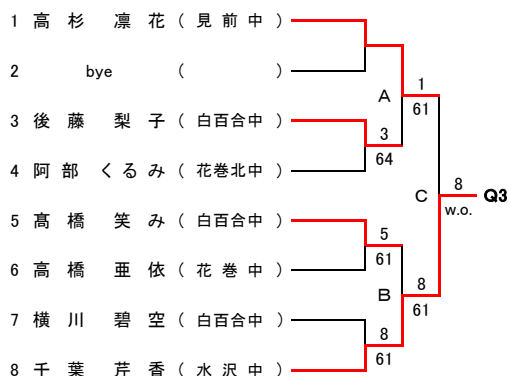 1 高杉 凛花 ( 見前中 )
2 bye ( )
3 後藤 梨子 ( 白百合中 )
4 阿部 くるみ ( 花巻北中 )
5 髙橋 笑み ( 白百合中 )
6 高橋 亜依 ( 花巻中 )
7 横川 碧空 ( 白百合中 )
8 千葉 芹香 ( 水沢中 )
3
64
5
61
8
61
A
1
61
B
8
61
C
8
w.o.
Q3